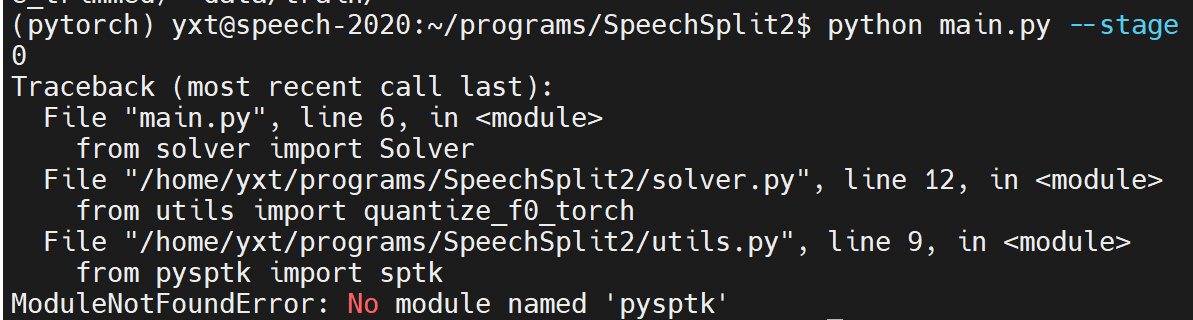 (pytorch) yxt@speech-2020:~/programs/SpeechSplit2$ python main.py --stage
0
Traceback (most recent call last):
  File "main.py", line 6, in <module>
    from solver import Solver
  File "/home/yxt/programs/SpeechSplit2/solver.py", line 12, in <module>
    from utils import quantize_f0_torch
  File "/home/yxt/programs/SpeechSplit2/utils.py", line 9, in <module>
    from pysptk import sptk
ModuleNotFoundError: No module named 'pysptk'